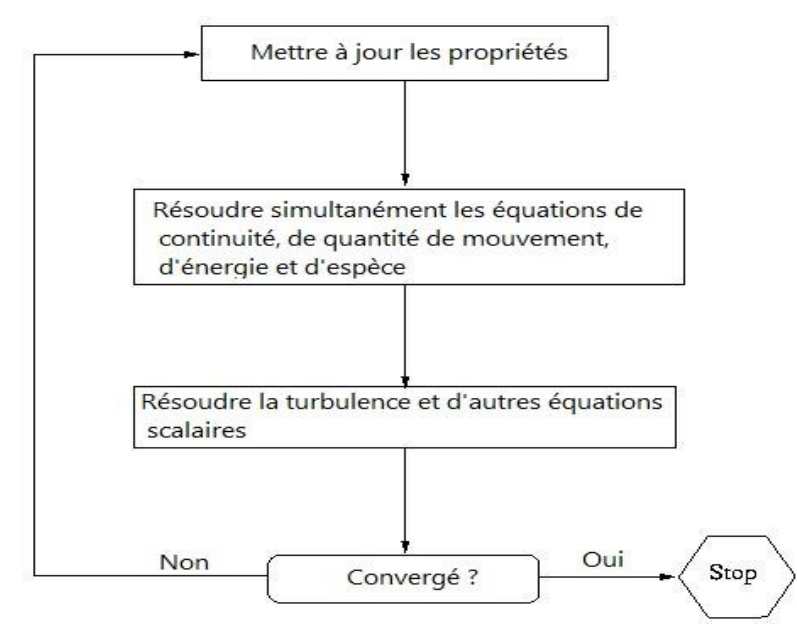 Mettre à jour les propriétés
Résoudre simultanément les équations de
continuité, de quantité de mouvement,
d'énergie et d'espèce
Résoudre la turbulence et d'autres équations
scalaires
Non
Convergé ?
Oui
Stop